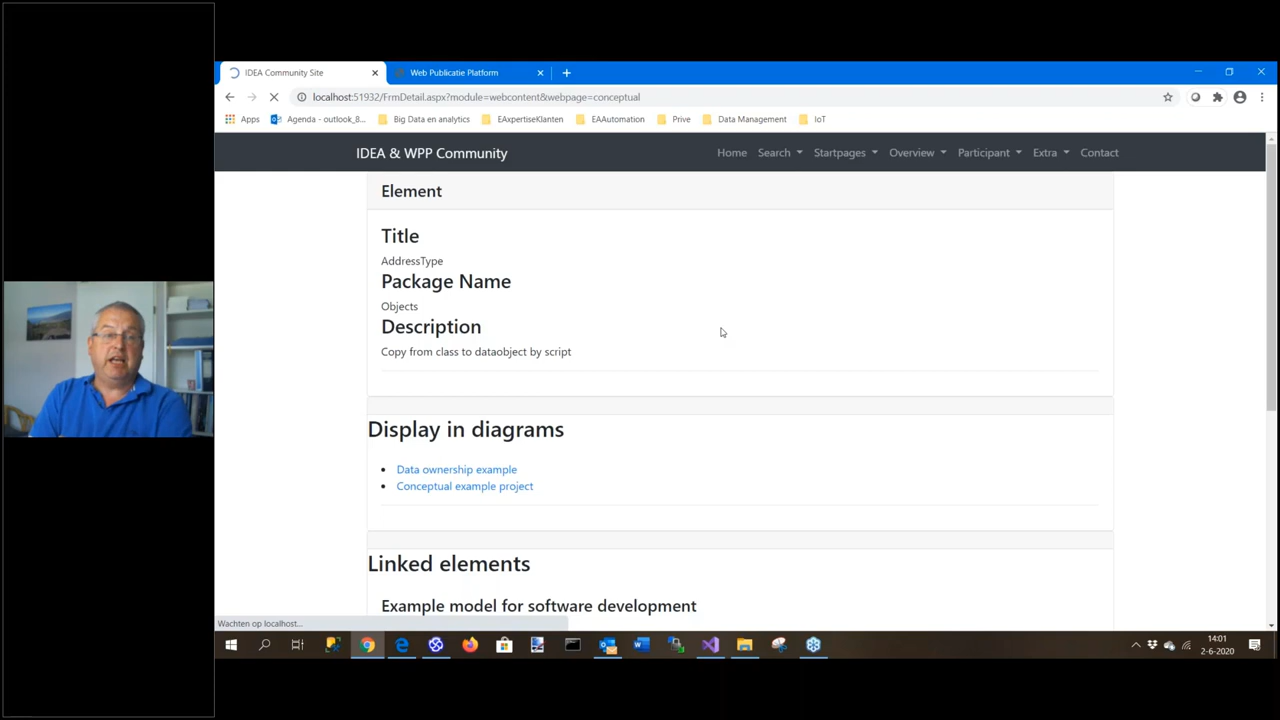 IDEA Community Site
Web Publicatie Platform
localhost:51932/FrmDetail.aspx?module=webcontent&webpage=conceptual
Apps
Agenda - outlook_8...
Big Data en analytics
EAxpertiseKlanten
EAAutomation
Prive
Data Management
IoT
IDEA & WPP Community
Home
Search
Startpages
Overview
Participant
Extra
Contact
Element
Title
AddressType
Package Name
Objects
Description
Copy from class to dataobject by script
Display in diagrams
Data ownership example
Conceptual example project
Linked elements
Example model for software development
Wachten op localhost...
14:01
2-6-2020